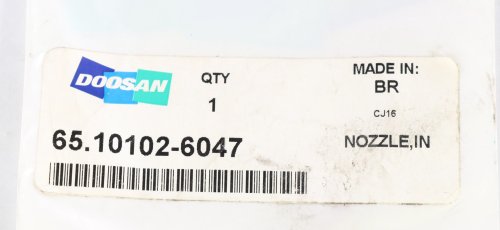 DOOSAN
QTY
1
MADE IN:
BR
CJ16
65.10102-6047
NOZZLE,IN